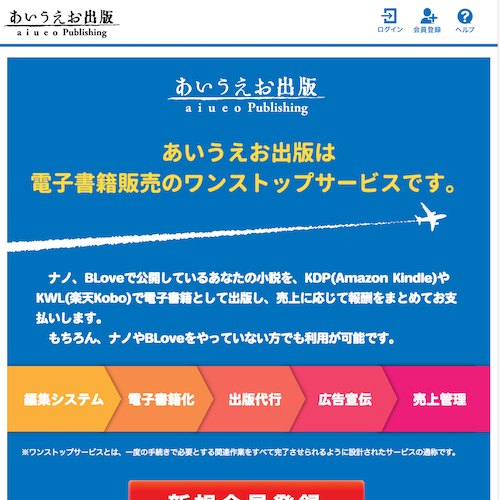 あいうえお出版
aiueo Publishing
ログイン
会員登録
ヘルプ
あいうえお出版
aiueo Publishing
あいうえお出版は
電子書籍販売のワンストップサービスです。
ナノ、BLoveで公開しているあなたの小説を、KDP(Amazon Kindle)や
KWL(楽天Kobo)で電子書籍として出版し、売上に応じて報酬をまとめてお支
払いします。
もちろん、ナノやBLoveをやっていない方でも利用が可能です。
編集システム
電子書籍化
出版代行
広告宣伝
売上管理
※ワンストップサービスとは、一度の手続きで必要とする関連作業をすべて完了させられるように設計されたサービスの通称です。
新規会員登録